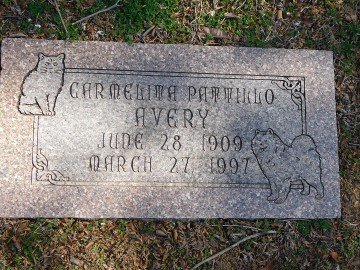 CARMELITA PATTILLO
AVERY
JUNE 28 1909
MARCH 27 1997